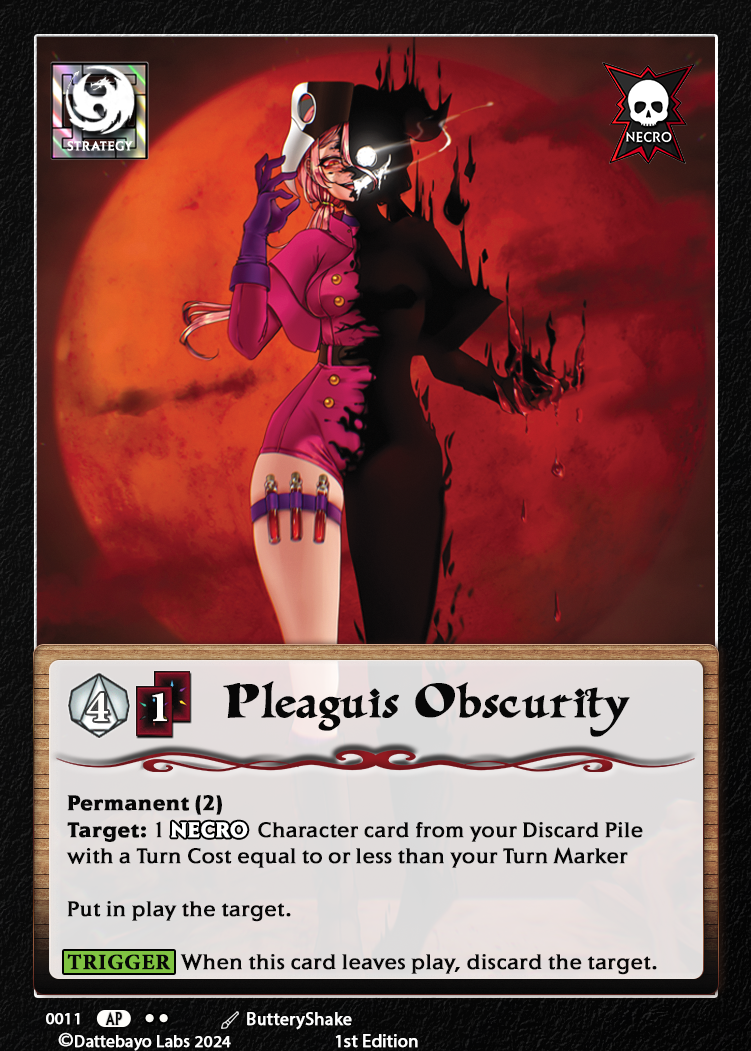 STRATEGY
NECRO
4 1 Pleaguis Obscurity
Permanent (2)
Target: 1 NECRO Character card from your Discard Pile
with a Turn Cost equal to or less than your Turn Marker
Put in play the target.
TRIGGER When this card leaves play, discard the target.
0011 AP ButteryShake
©Dattebayo Labs 2024 1st Edition